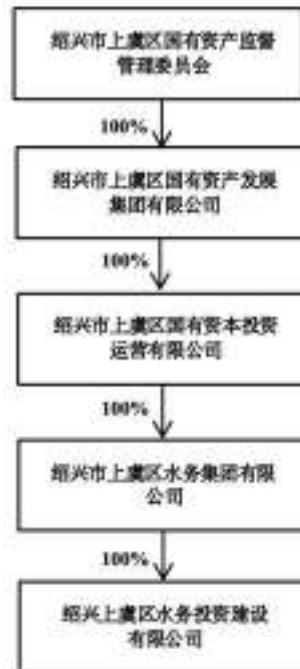 绍兴市上虞区国有资产监督
管理委员会
100%
绍兴市上虞区国有资产发展
集团有限公司
100%
绍兴市上虞区国有资本投资
运营有限公司
100%
绍兴市上虞区水务集团有限
公司
100%
绍兴上虞区水务投资建设
有限公司